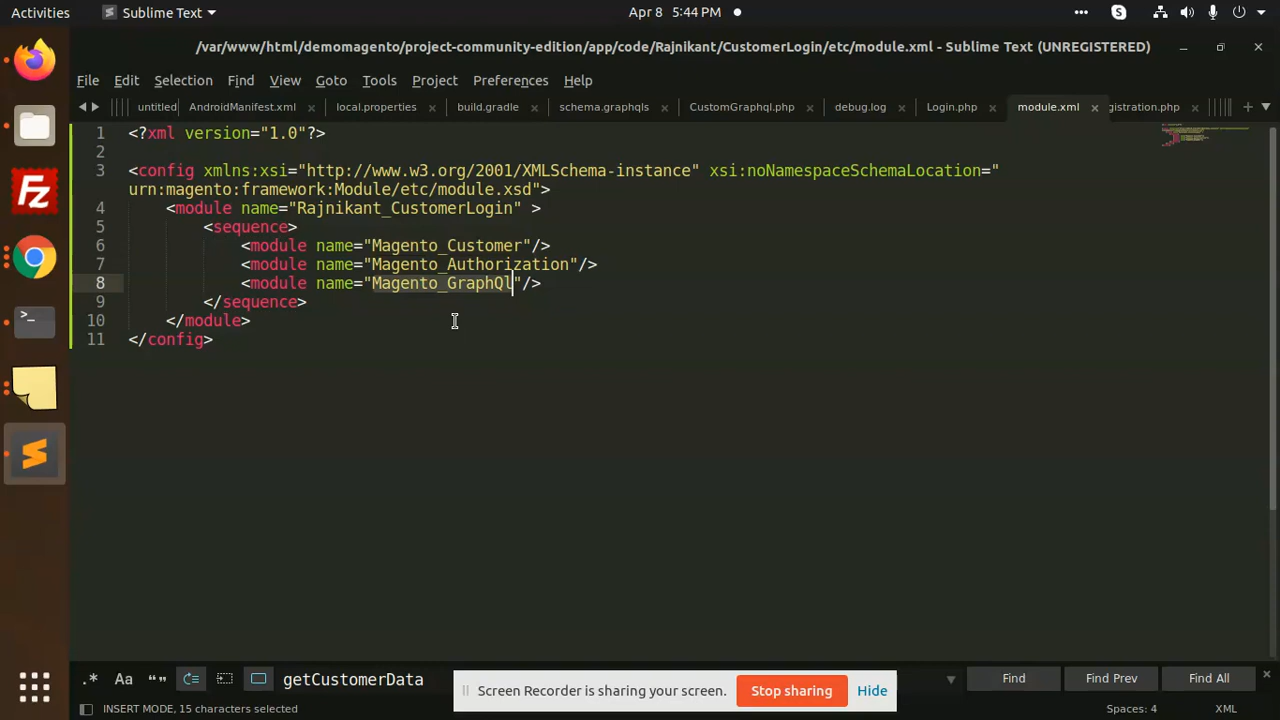 Activities Sublime Text Apr 8 5:44 PM
/var/www/html/demomagento/project-community-edition/app/code/Rajnikant/CustomerLogin/etc/module.xml - Sublime Text (UNREGISTERED)
File Edit Selection Find View Goto Tools Project Preferences Help
untitled AndroidManifest.xml local.properties build.gradle schema.graphqls CustomGraphql.php debug.log Login.php module.xml gistration.php
1 <?xml version="1.0"?>
2
3 <config xmlns:xsi="http://www.w3.org/2001/XMLSchema-instance" xsi:noNamespaceSchemaLocation="
urn:magento:framework:Module/etc/module.xsd">
4 <module name="Rajnikant_CustomerLogin" >
5 <sequence>
6 <module name="Magento_Customer"/>
7 <module name="Magento_Authorization"/>
8 <module name="Magento_GraphQl"/>
9 </sequence>
10 </module>
11 </config>
.* Aa “” getCustomerData Find Find Prev Find All
Screen Recorder is sharing your screen. Stop sharing Hide
INSERT MODE, 15 characters selected Spaces: 4 XML